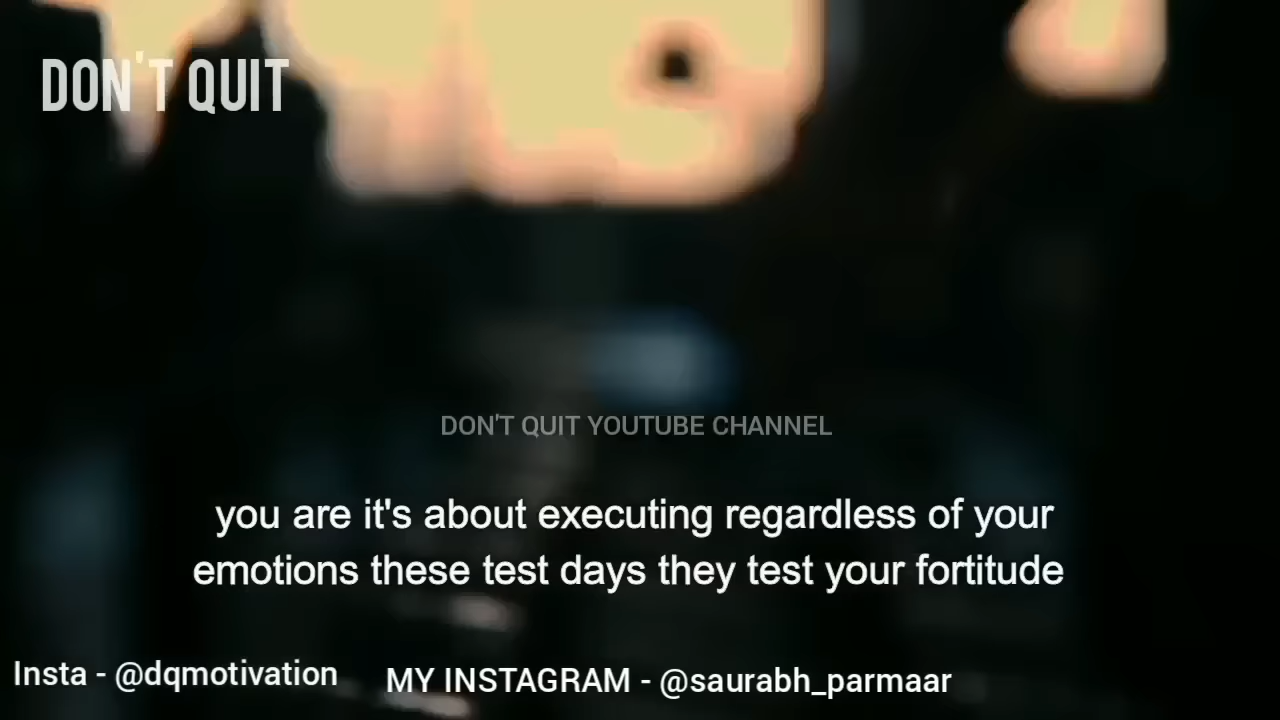 DON'T QUIT
DON'T QUIT YOUTUBE CHANNEL
you are it's about executing regardless of your
emotions these test days they test your fortitude
Insta - @dqmotivation
MY INSTAGRAM - @saurabh_parmaar